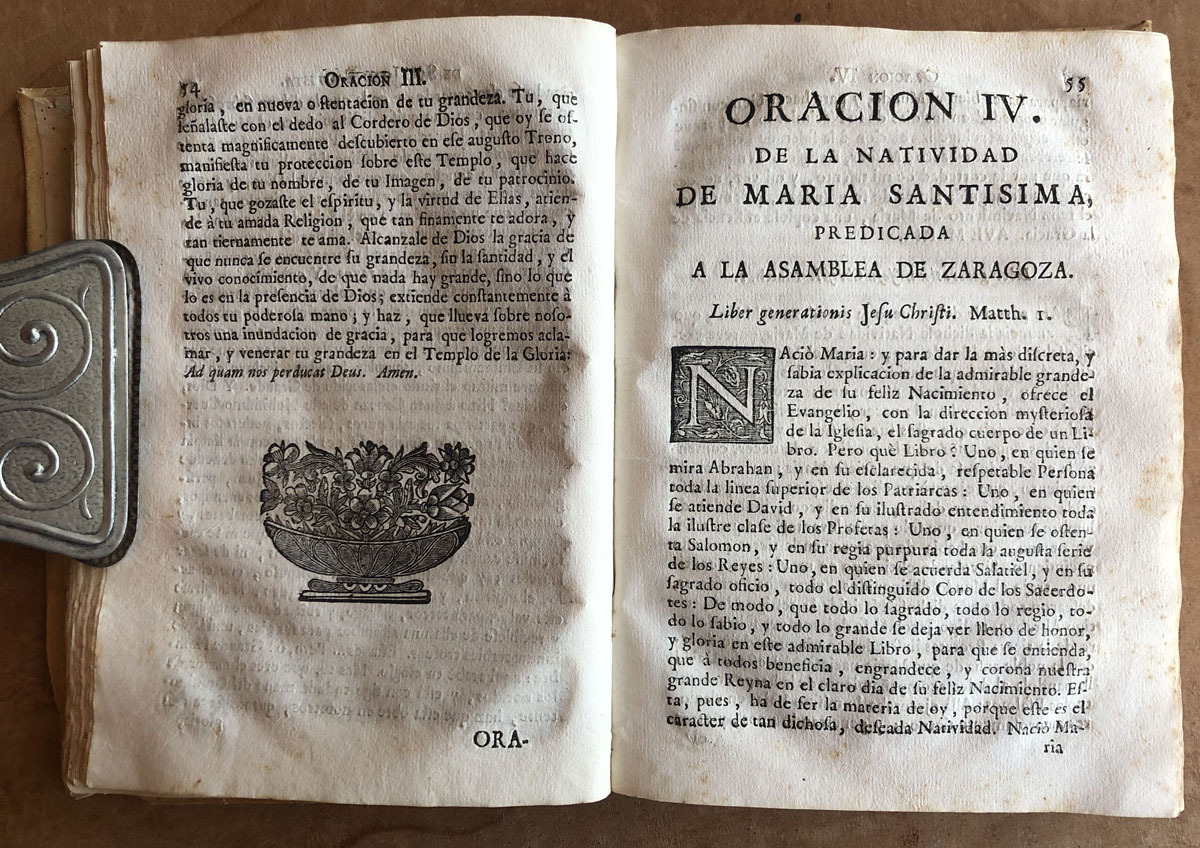 54 ORACION III.
gloria, en nueva ostentacion de tu grandeza. Tu, que
señalaste con el dedo al Cordero de Dios, que oy se os-
tenta magnificamente descubierto en ese augusto Trono,
manifiesta tu proteccion sobre este Templo, que hace
gloria de tu nombre, de tu Imagen, de tu patrocinio.
Tu, que gozaste el espiritu, y la virtud de Elias, atien-
de à tu amada Religion, que tan finamente te adora, y
tan tiernamente te ama. Alcanzale de Dios la gracia de
que nunca se encuentre su grandeza, sin la santidad, y el
vivo conocimiento, de que nada hay grande, sino lo que
lo es en la presencia de Dios; extiende constantemente à
todos tu poderosa mano; y haz, que llueva sobre noso-
tros una inundacion de gracia, para que logremos acla-
mar, y venerar tu grandeza en el Templo de la Gloria:
Ad quam nos perducat Deus. Amen.
ORA-
55
ORACION IV.
DE LA NATIVIDAD
DE MARIA SANTISIMA,
PREDICADA
A LA ASAMBLEA DE ZARAGOZA.
Liber generationis Jesu Christi. Matth. 1.
NAciò Maria: y para dar la màs discreta, y
sabia explicacion de la admirable grande-
za de su feliz Nacimiento, ofrece el
Evangelio, con la direccion mysteriosa
de la Iglesia, el sagrado cuerpo de un Li-
bro. Pero què Libro? Uno, en quien se
mira Abrahan, y en su esclarecida, respetable Persona
toda la linea superior de los Patriarcas: Uno, en quien
se atiende David, y en su ilustrado entendimiento toda
la ilustre clase de los Profetas: Uno, en quien se osten-
ta Salomon, y en su regia purpura toda la augusta serie
de los Reyes: Uno, en quien se acuerda Salatiel, y en su
sagrado oficio, todo el distinguido Coro de los Sacerdo-
tes: De modo, que todo lo sagrado, todo lo regio, to-
do lo sabio, y todo lo grande se deja ver lleno de honor,
y gloria en este admirable Libro, para que se entienda,
que à todos beneficia, engrandece, y corona nuestra
grande Reyna en el claro dia de su feliz Nacimiento. Es-
ta, pues, ha de ser la materia de oy, porque este es el
caracter de tan dichosa, deseada Natividad. Naciò Ma-
ria